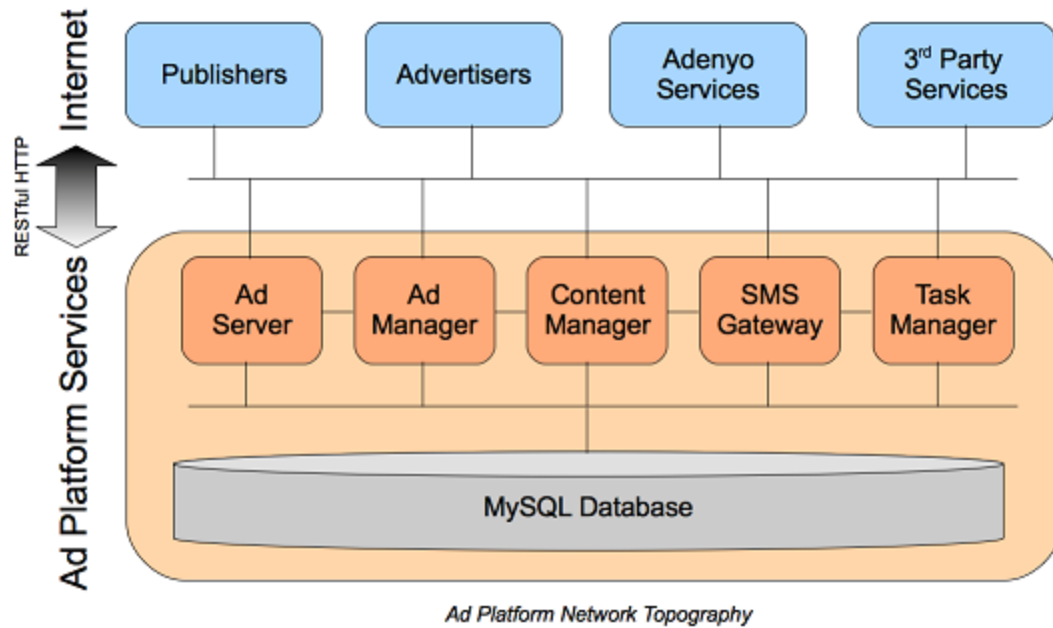 Internet
RESTful HTTP
Ad Platform Services
Publishers
Advertisers
Adenyo
Services
3rd Party
Services
Ad
Server
Ad
Manager
Content
Manager
SMS
Gateway
Task
Manager
MySQL Database
Ad Platform Network Topography